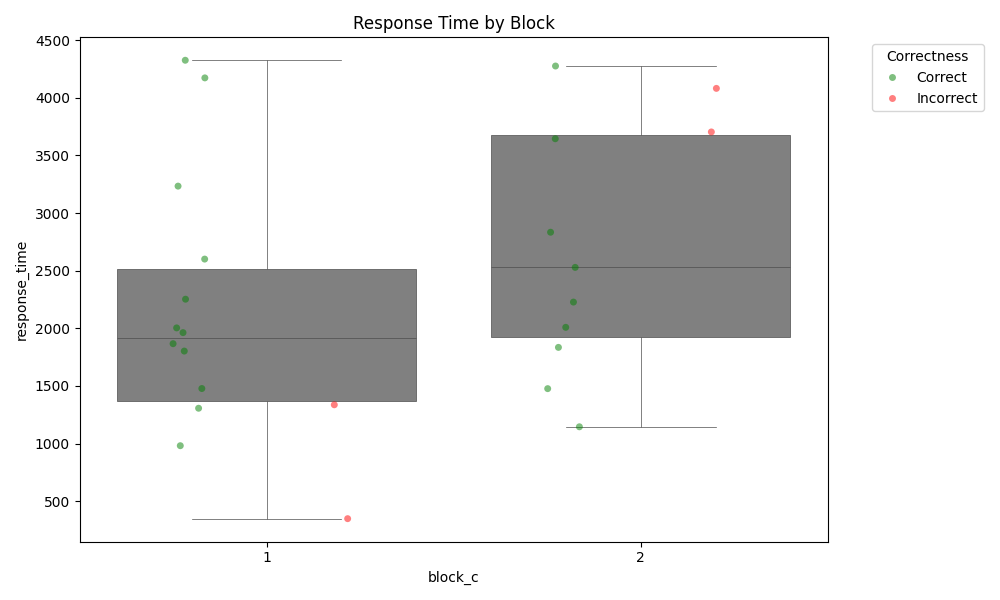 Response Time by Block
response_time
4500
4000
3500
3000
2500
2000
1500
1000
500
1
2
block_c
Correctness
Correct
Incorrect